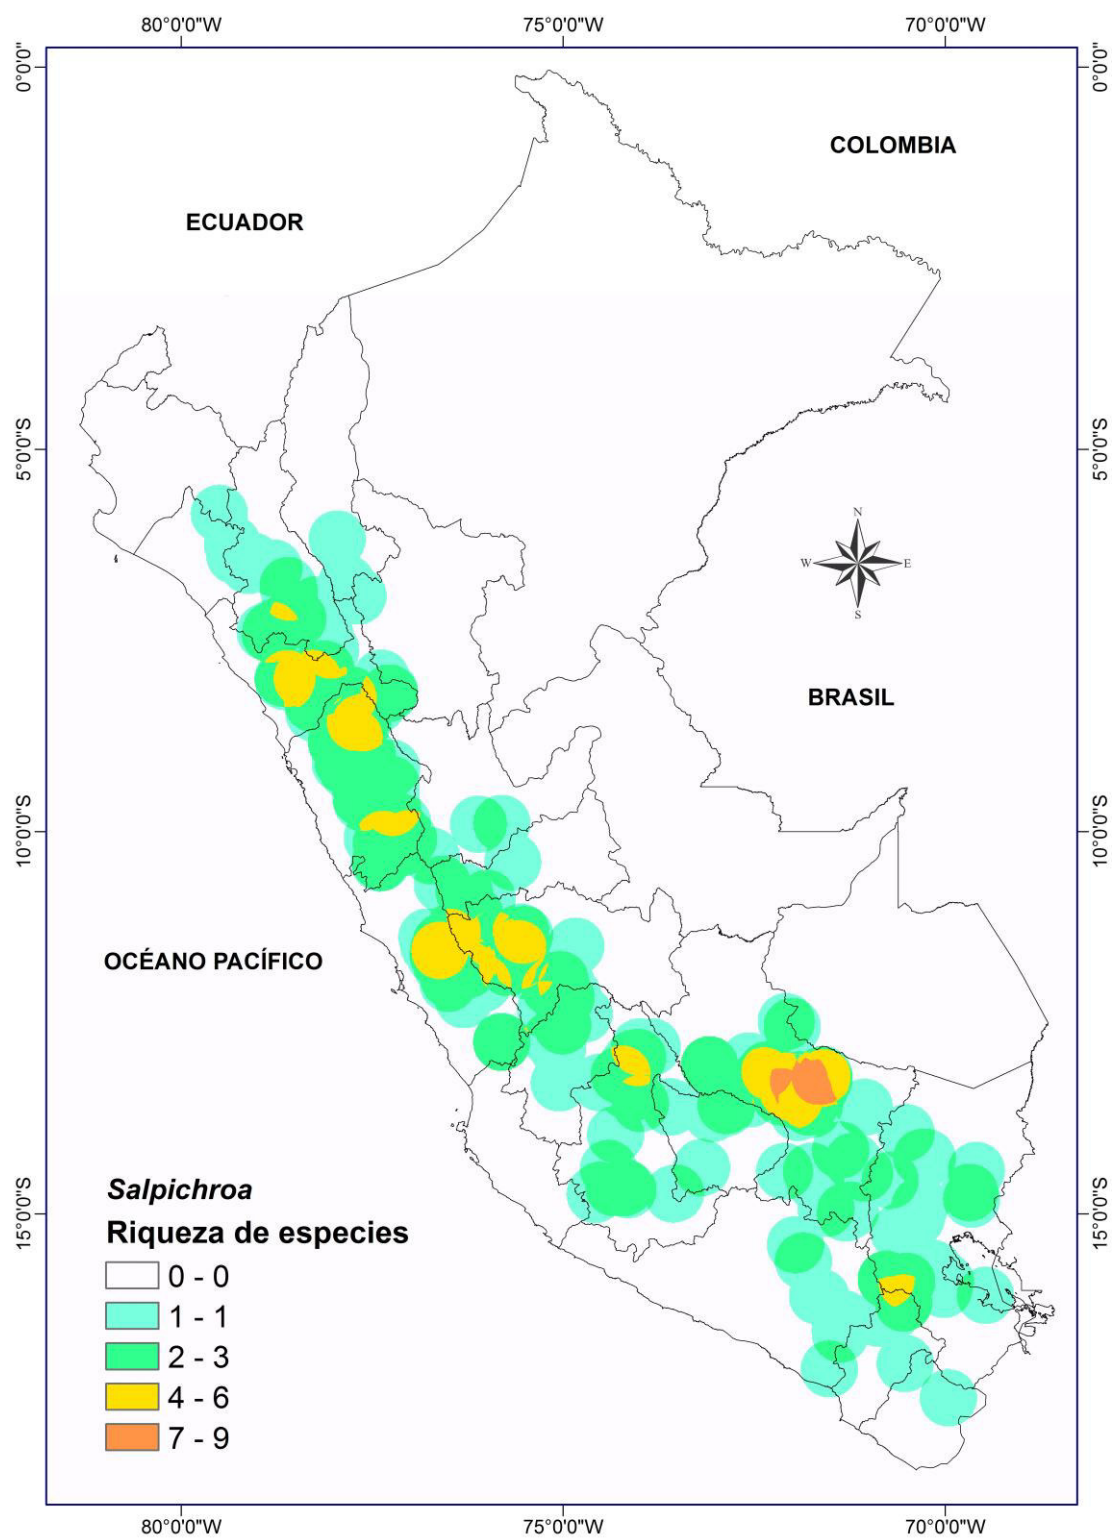 80°0'0"W 75°0'0"W 70°0'0"W
0°0'0" 0°0'0"
COLOMBIA
ECUADOR
5°0'0"S 5°0'0"S
N
W E
S
BRASIL
10°0'0"S 10°0'0"S
OCÉANO PACÍFICO
15°0'0"S 15°0'0"S
Salpichroa
Riqueza de especies
0 - 0
1 - 1
2 - 3
4 - 6
7 - 9
80°0'0"W 75°0'0"W 70°0'0"W